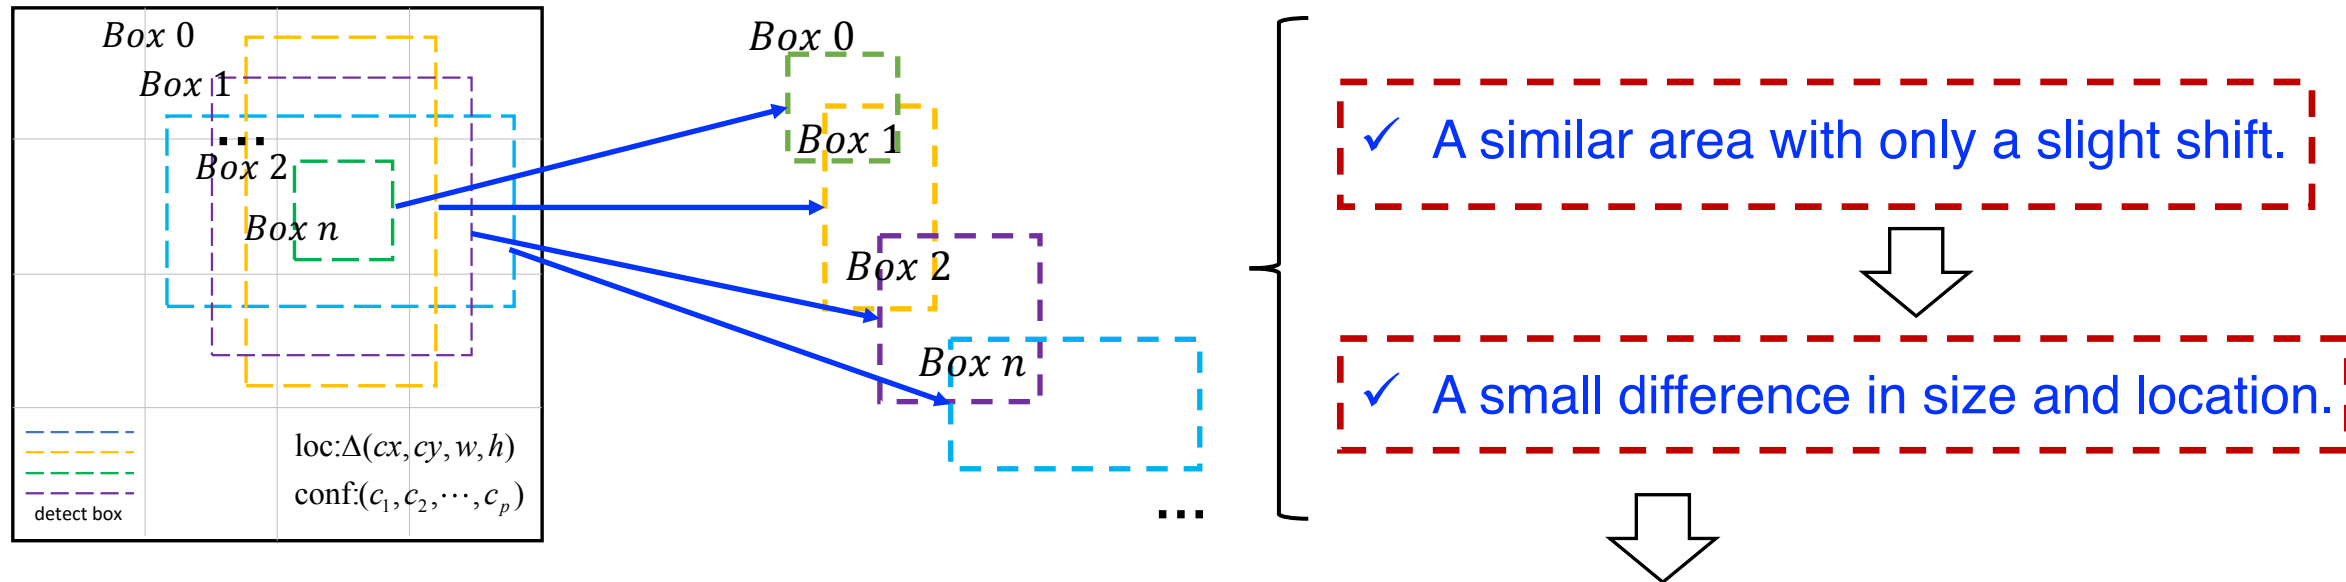 Box 0
Box 1
...
Box 2
Box n
loc:Δ(cx, cy, w, h)
conf:(c₁, c₂, ⋯, cₚ)
detect box
Box 0
Box 1
Box 2
Box n
...
✓ A similar area with only a slight shift.
✓ A small difference in size and location.